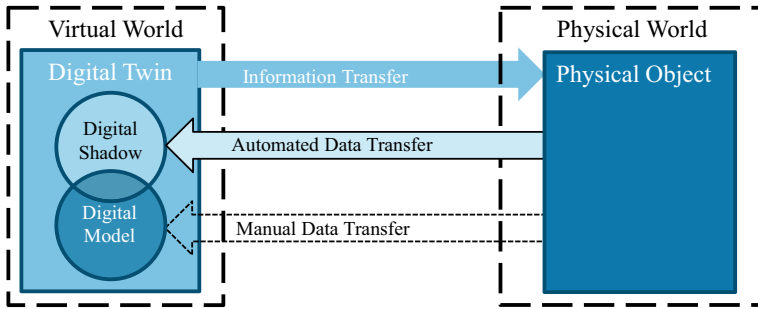 Virtual World
Physical World
Digital Twin
Information Transfer
Physical Object
Digital
Shadow
Automated Data Transfer
Digital
Model
Manual Data Transfer